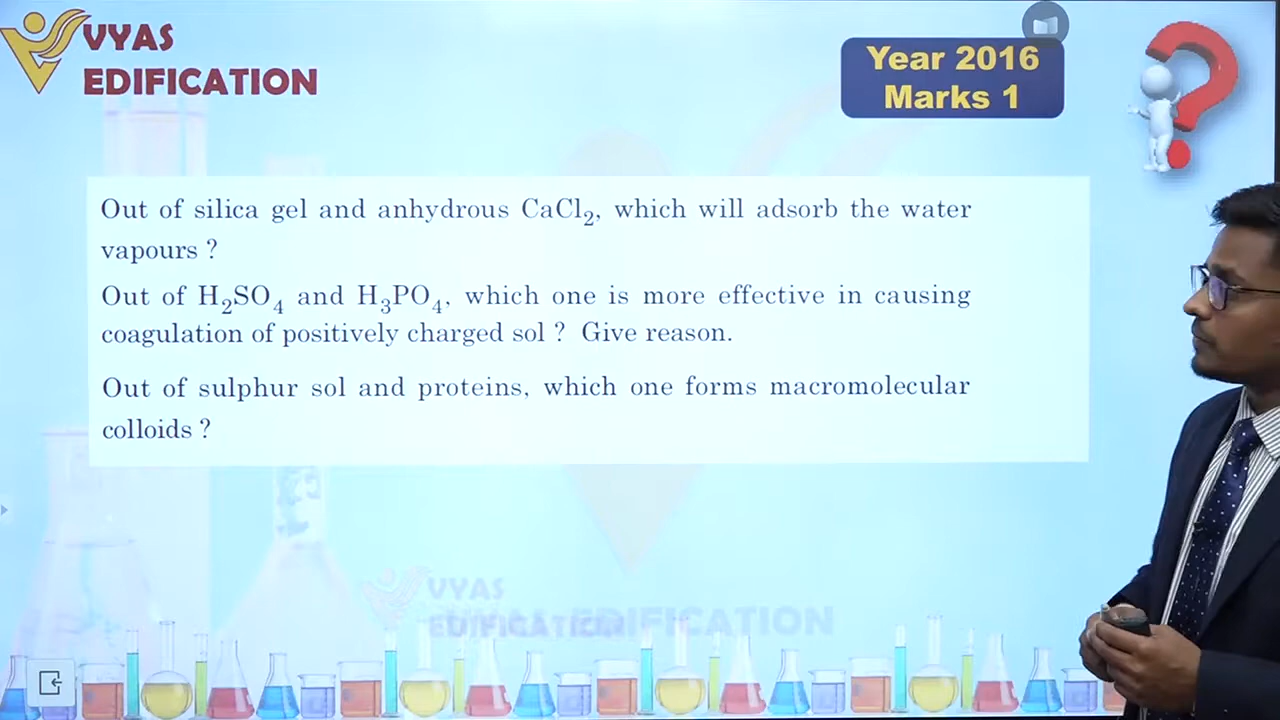 VYAS
EDIFICATION
Year 2016
Marks 1
Out of silica gel and anhydrous CaCl₂, which will adsorb the water
vapours ?
Out of H₂SO₄ and H₃PO₄, which one is more effective in causing
coagulation of positively charged sol ? Give reason.
Out of sulphur sol and proteins, which one forms macromolecular
colloids ?
VYAS
EDIFICATION